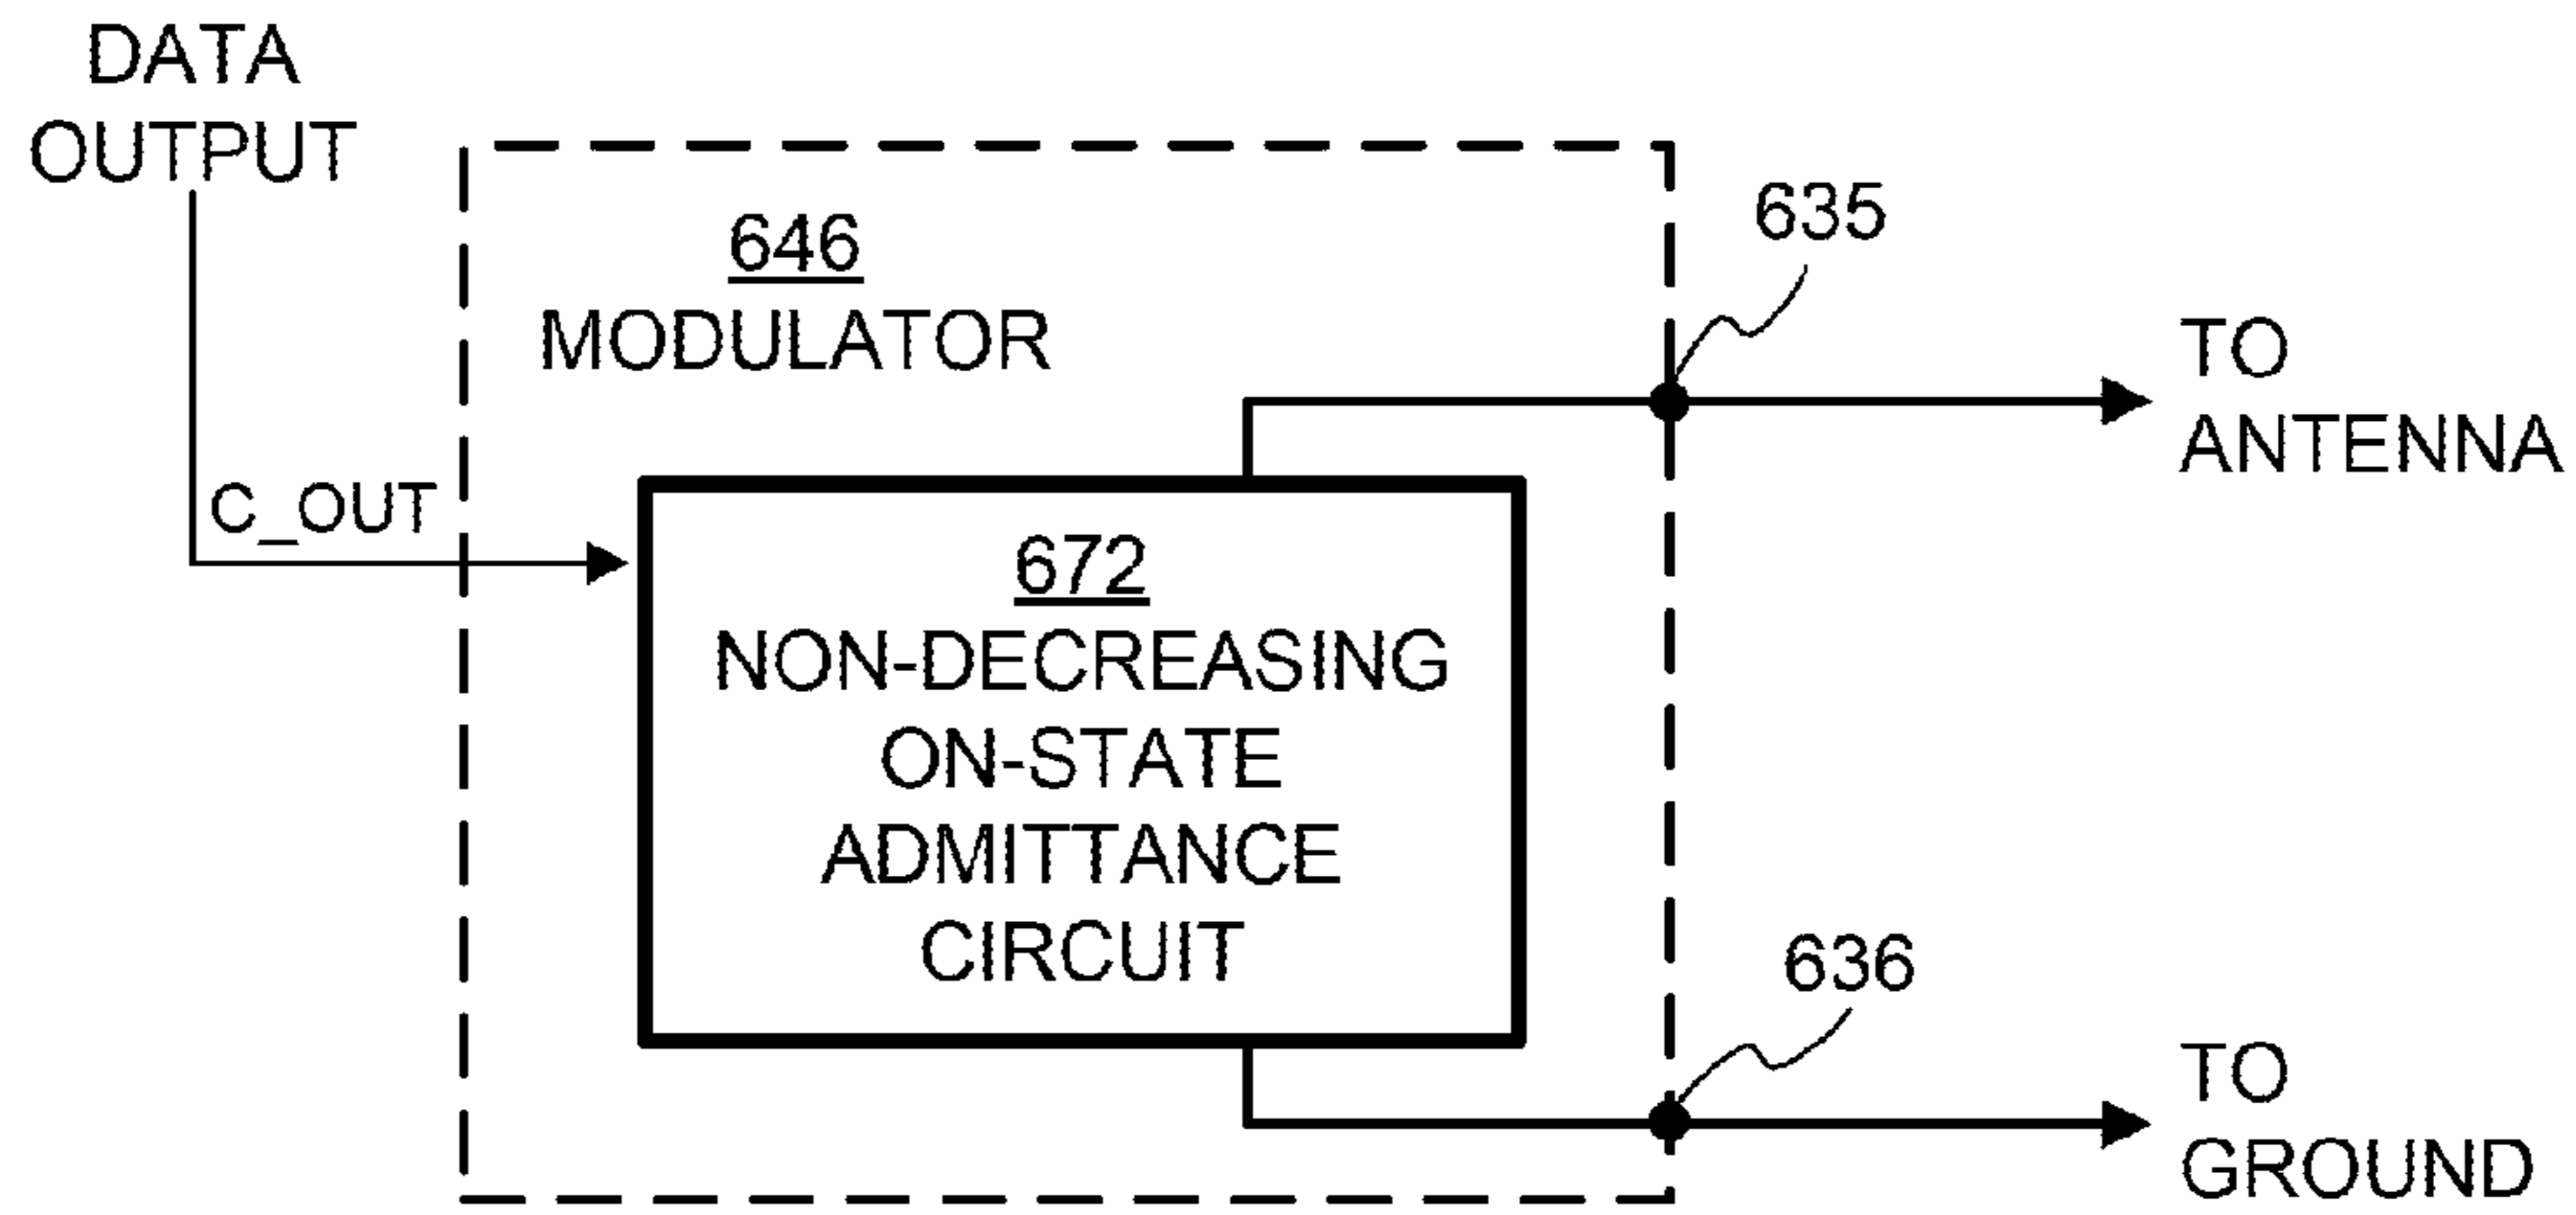 DATA
OUTPUT
646
MODULATOR
635
TO
ANTENNA
C_OUT
672
NON-DECREASING
ON-STATE
ADMITTANCE
CIRCUIT
636
TO
GROUND